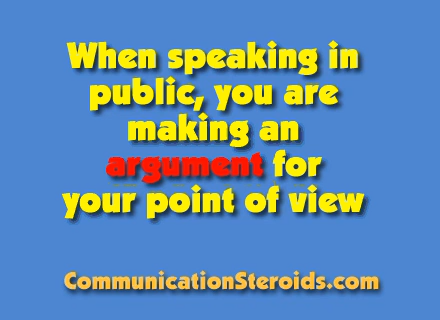 When speaking in
public, you are
making an
argument for
your point of view
CommunicationSteroids.com